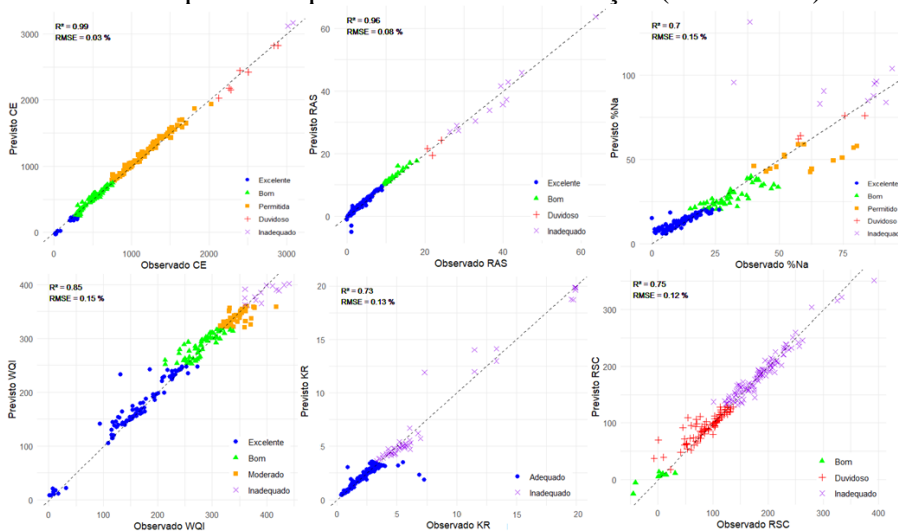 R² = 0.99
RMSE = 0.03 %
Previsto CE
3000
2000
1000
0
Excelente
Bom
Permitida
Duvidoso
Inadequado
0
1000
2000
3000
Observado CE
R² = 0.96
RMSE = 0.08 %
Previsto RAS
60
40
20
0
Excelente
Bom
Duvidoso
Inadequado
0
20
40
60
Observado RAS
R² = 0.7
RMSE = 0.15 %
Previsto %Na
100
50
0
Excelente
Bom
Permitido
Duvidoso
Inadequado
0
25
50
75
Observado %Na
R² = 0.85
RMSE = 0.15 %
Previsto WQI
400
300
200
100
0
Excelente
Bom
Moderado
Inadequado
0
100
200
300
400
Observado WQI
R² = 0.73
RMSE = 0.13 %
Previsto KR
20
15
10
5
0
Adequado
Inadequado
0
5
10
15
20
Observado KR
R² = 0.75
RMSE = 0.12 %
Previsto RSC
300
200
100
0
Bom
Duvidoso
Inadequado
0
100
200
300
400
Observado RSC